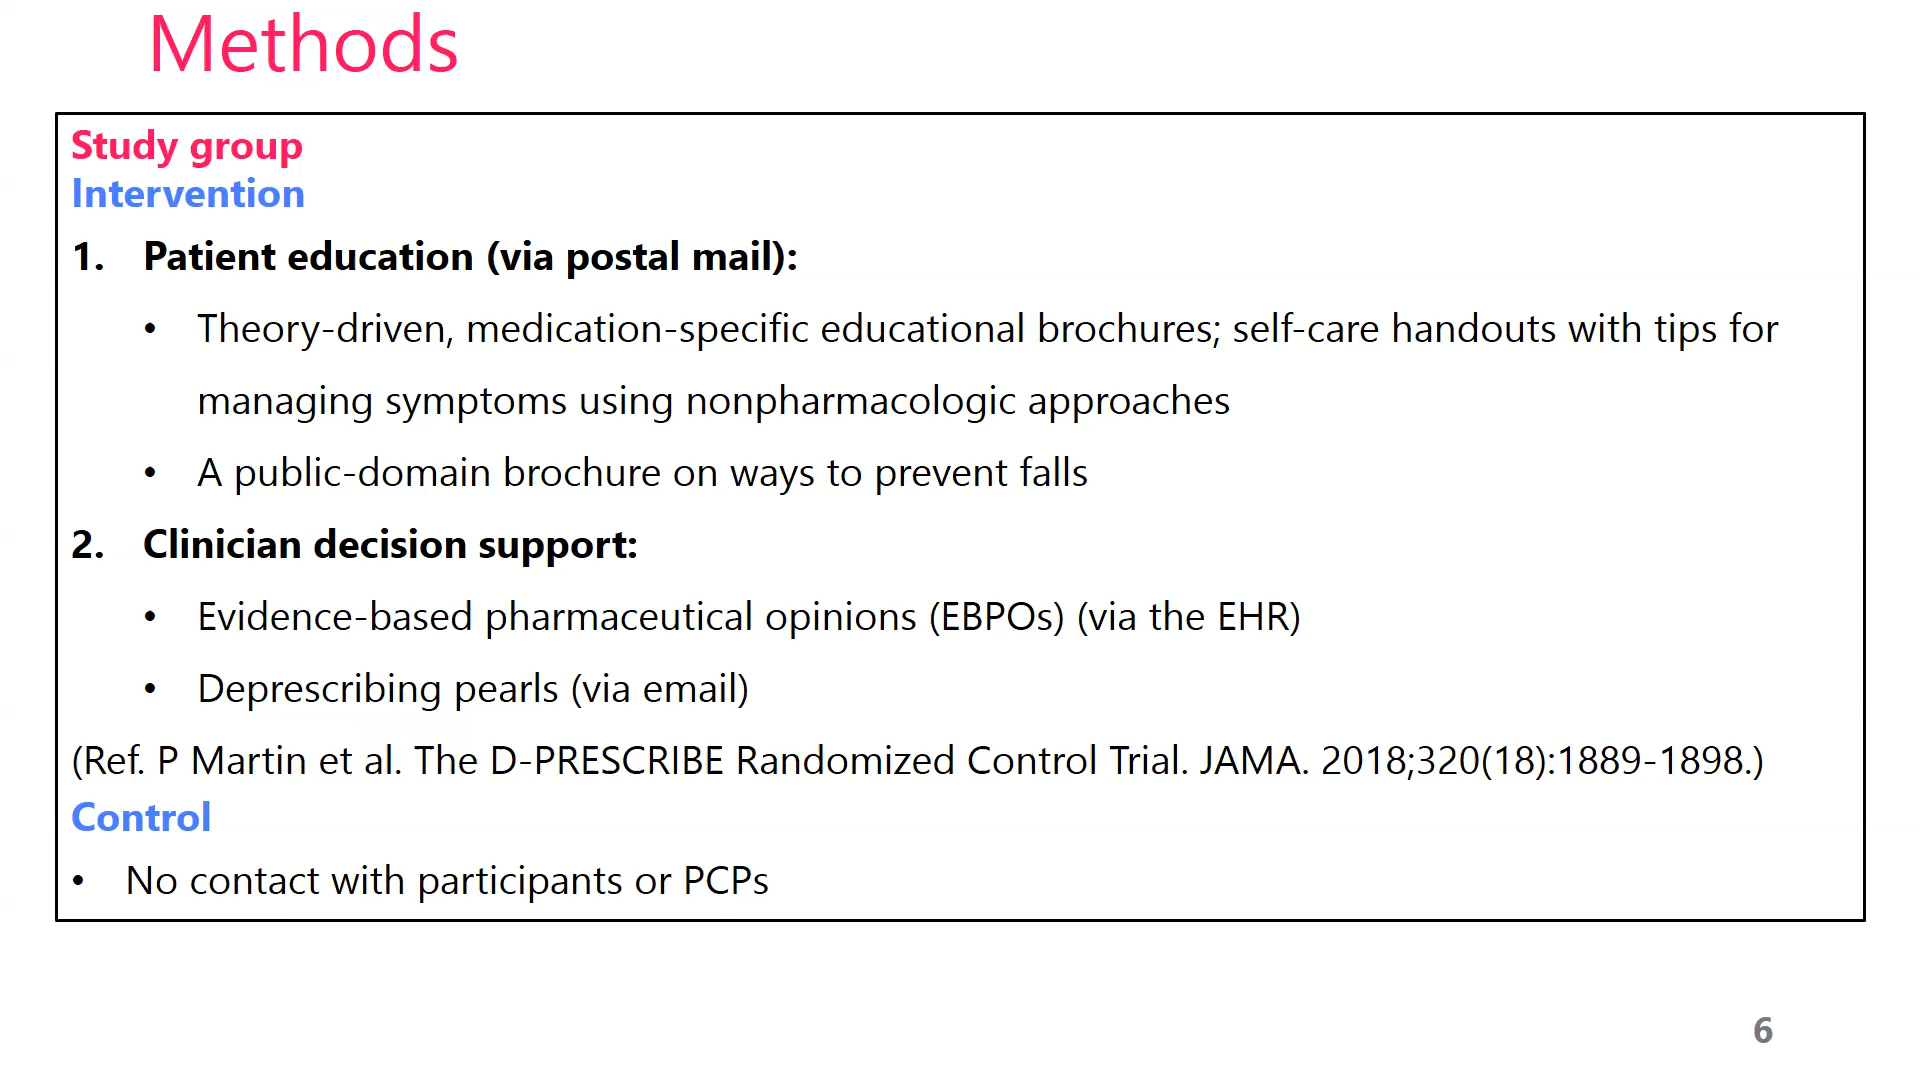 Methods
Study group
Intervention
1. Patient education (via postal mail):
• Theory-driven, medication-specific educational brochures; self-care handouts with tips for
managing symptoms using nonpharmacologic approaches
• A public-domain brochure on ways to prevent falls
2. Clinician decision support:
• Evidence-based pharmaceutical opinions (EBPOs) (via the EHR)
• Deprescribing pearls (via email)
(Ref. P Martin et al. The D-PRESCRIBE Randomized Control Trial. JAMA. 2018;320(18):1889-1898.)
Control
• No contact with participants or PCPs
6